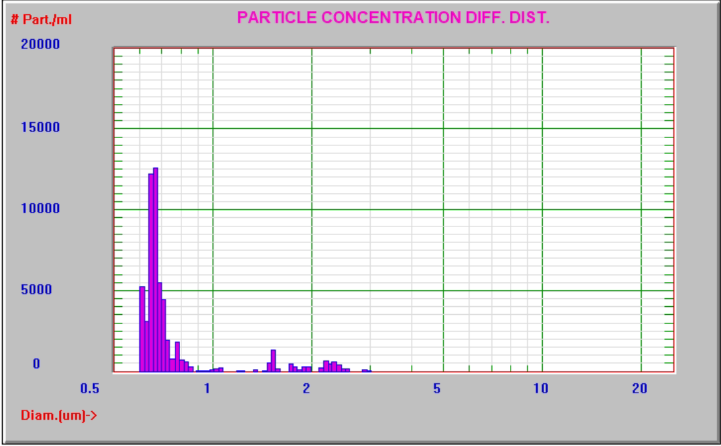 PARTICLE CONCENTRATION DIFF. DIST.
# Part./ml
20000
15000
10000
5000
0
0.5 1 2 5 10 20
Diam.(um)->